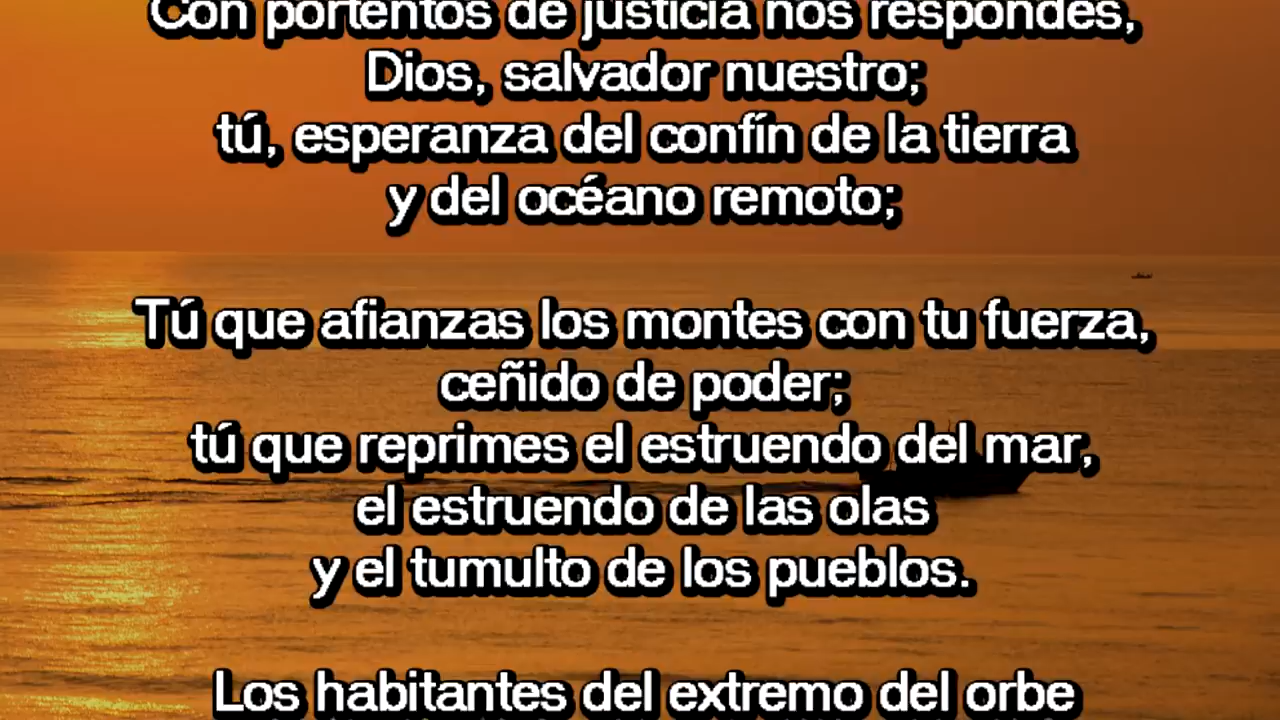 Con portentos de justicia nos respondes,
Dios, salvador nuestro;
tú, esperanza del confín de la tierra
y del océano remoto;
Tú que afianzas los montes con tu fuerza,
ceñido de poder;
tú que reprimes el estruendo del mar,
el estruendo de las olas
y el tumulto de los pueblos.
Los habitantes del extremo del orbe